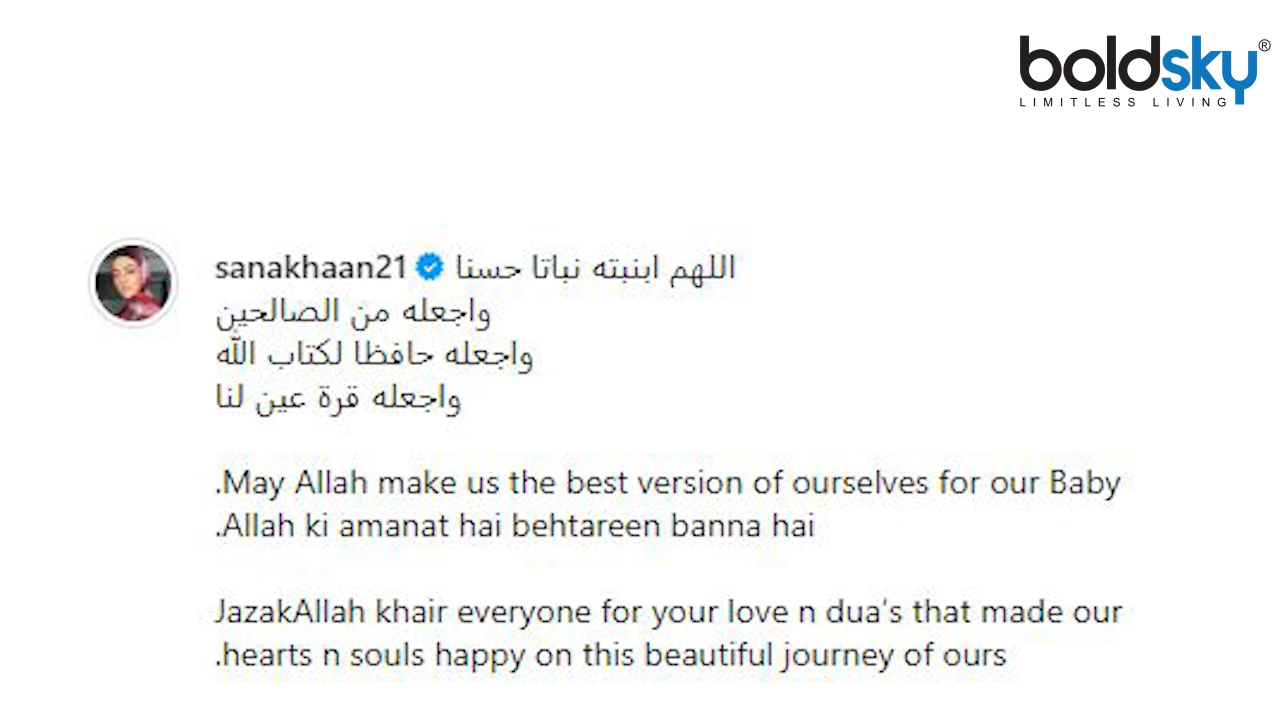 boldsky®
LIMITLESS LIVING
sanakhaan21 اللهم ابنبته نباتا حسنا
واجعله من الصالحين
واجعله حافظا لكتاب الله
واجعله قرة عين لنا
.May Allah make us the best version of ourselves for our Baby
.Allah ki amanat hai behtareen banna hai
JazakAllah khair everyone for your love n dua's that made our
.hearts n souls happy on this beautiful journey of ours